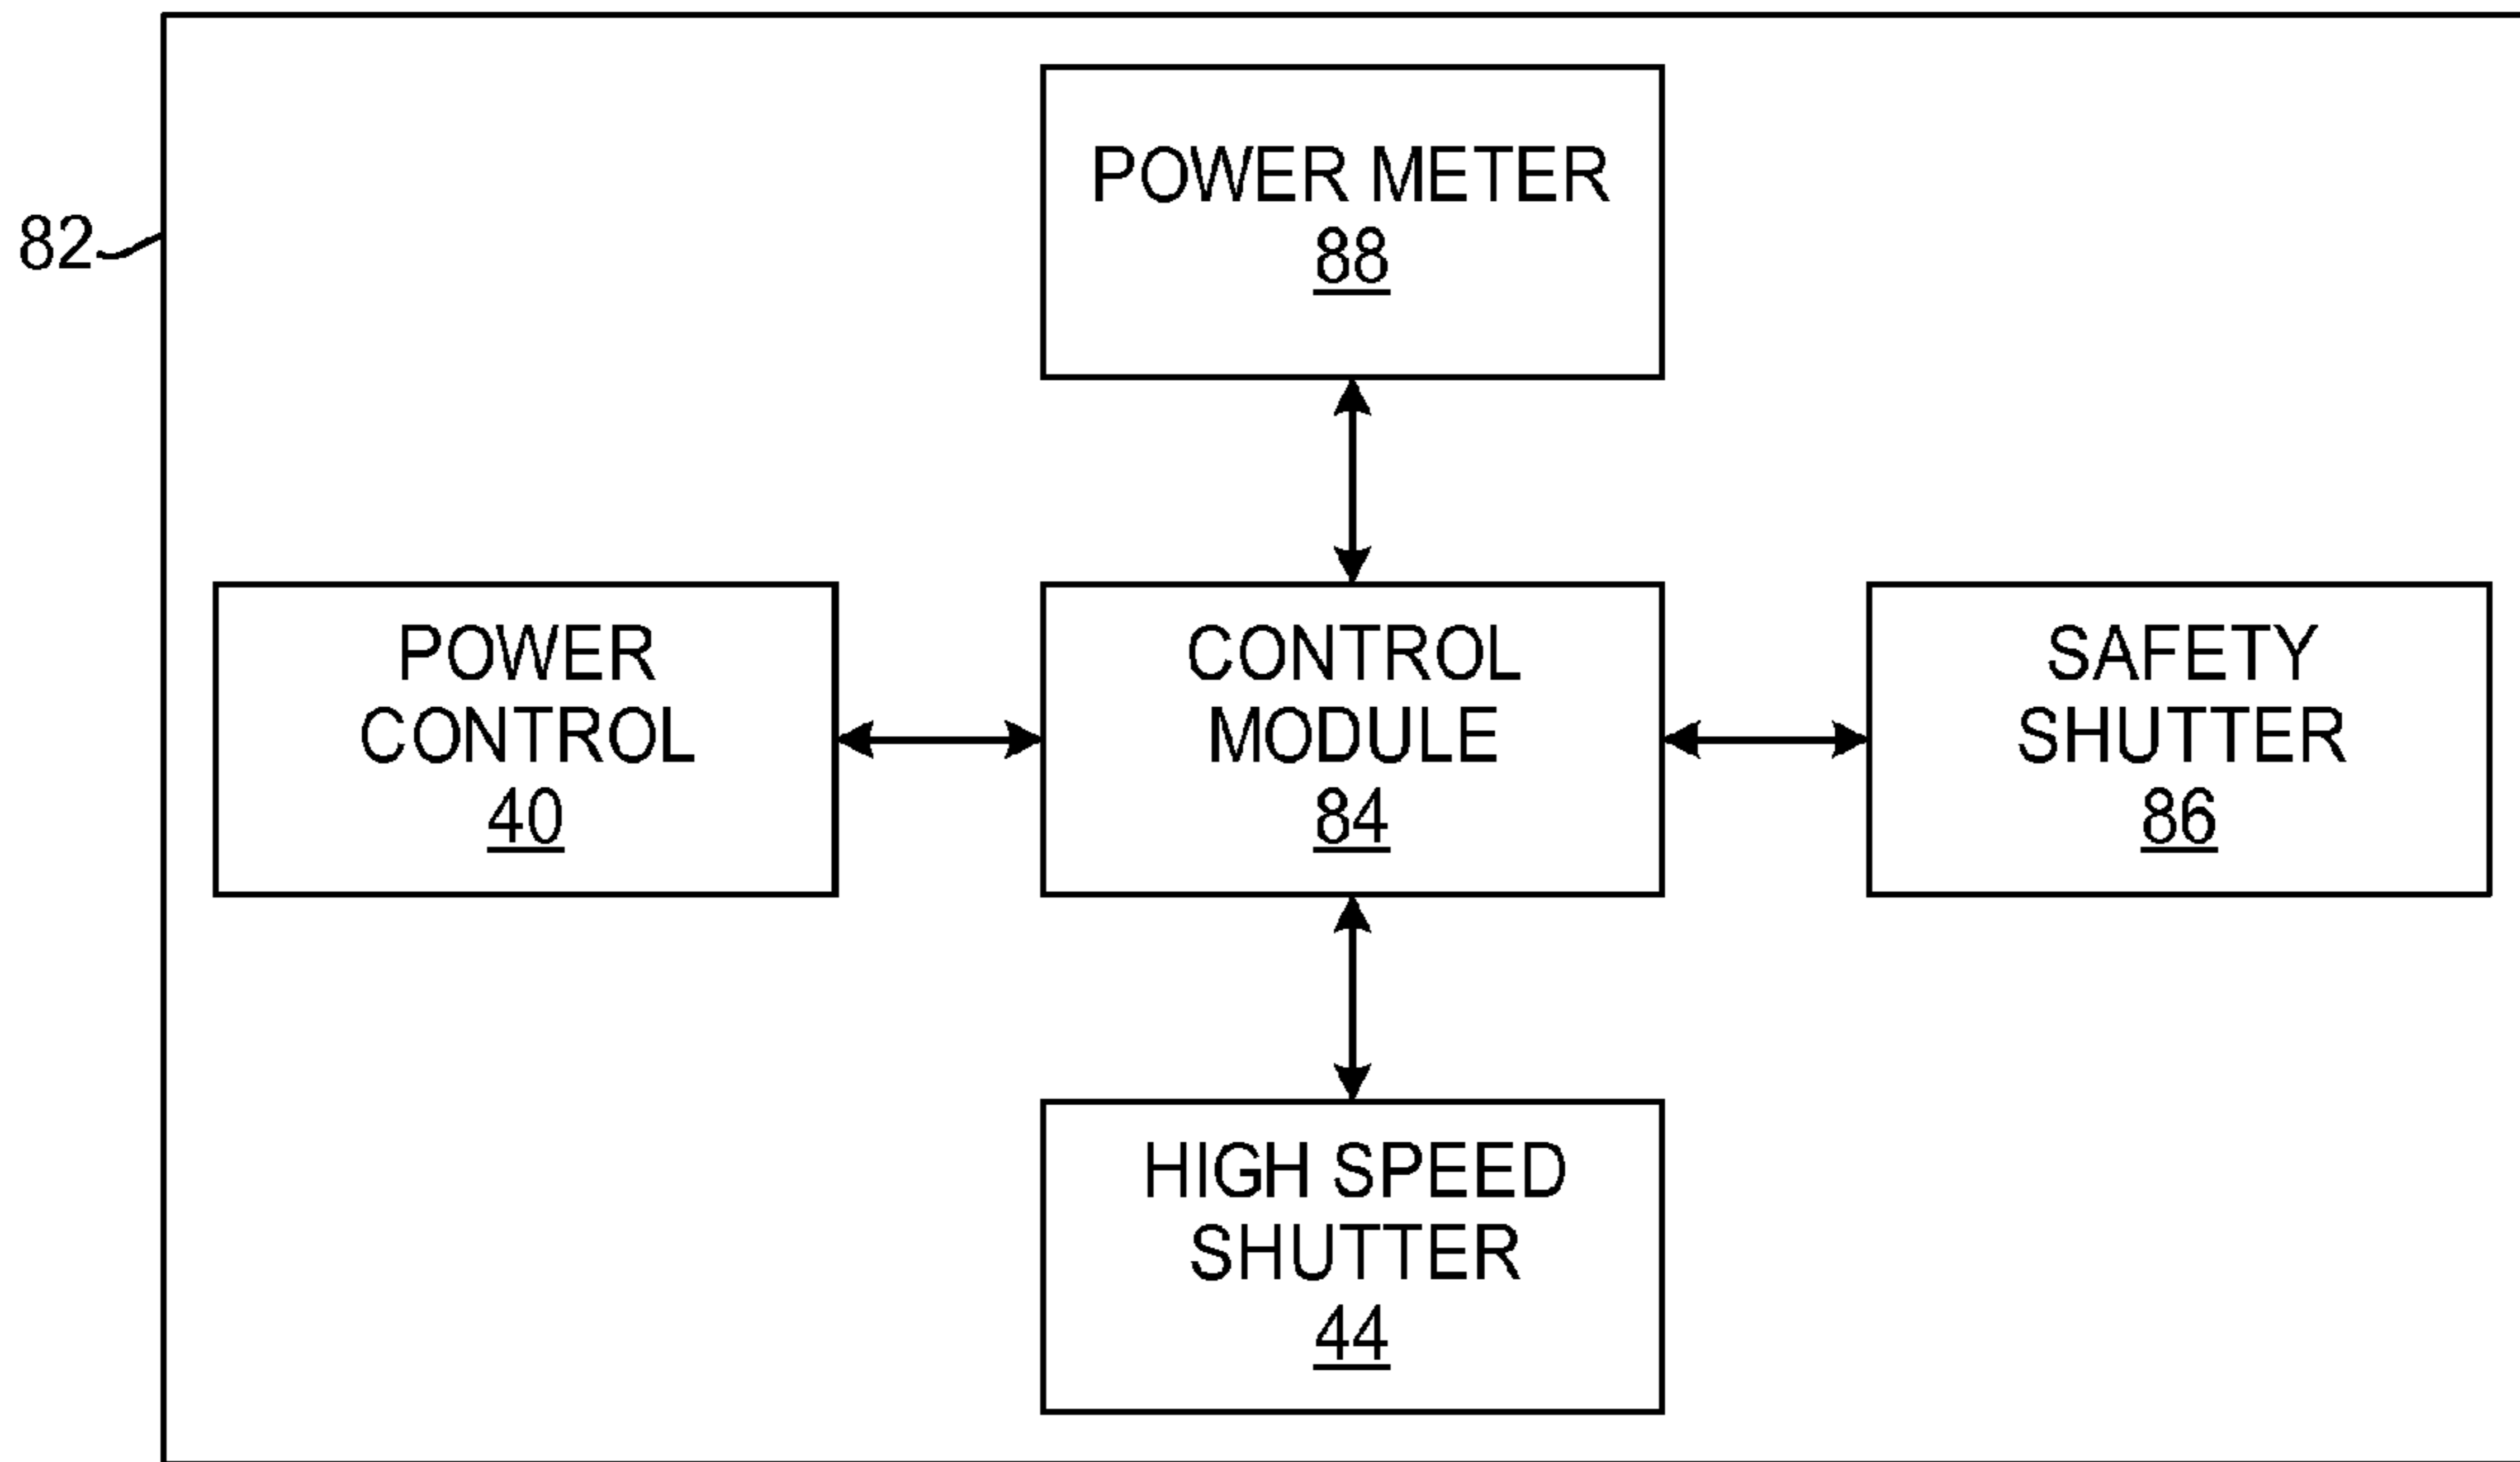 POWER METER
88
82
POWER
CONTROL
40
CONTROL
MODULE
84
SAFETY
SHUTTER
86
HIGH SPEED
SHUTTER
44